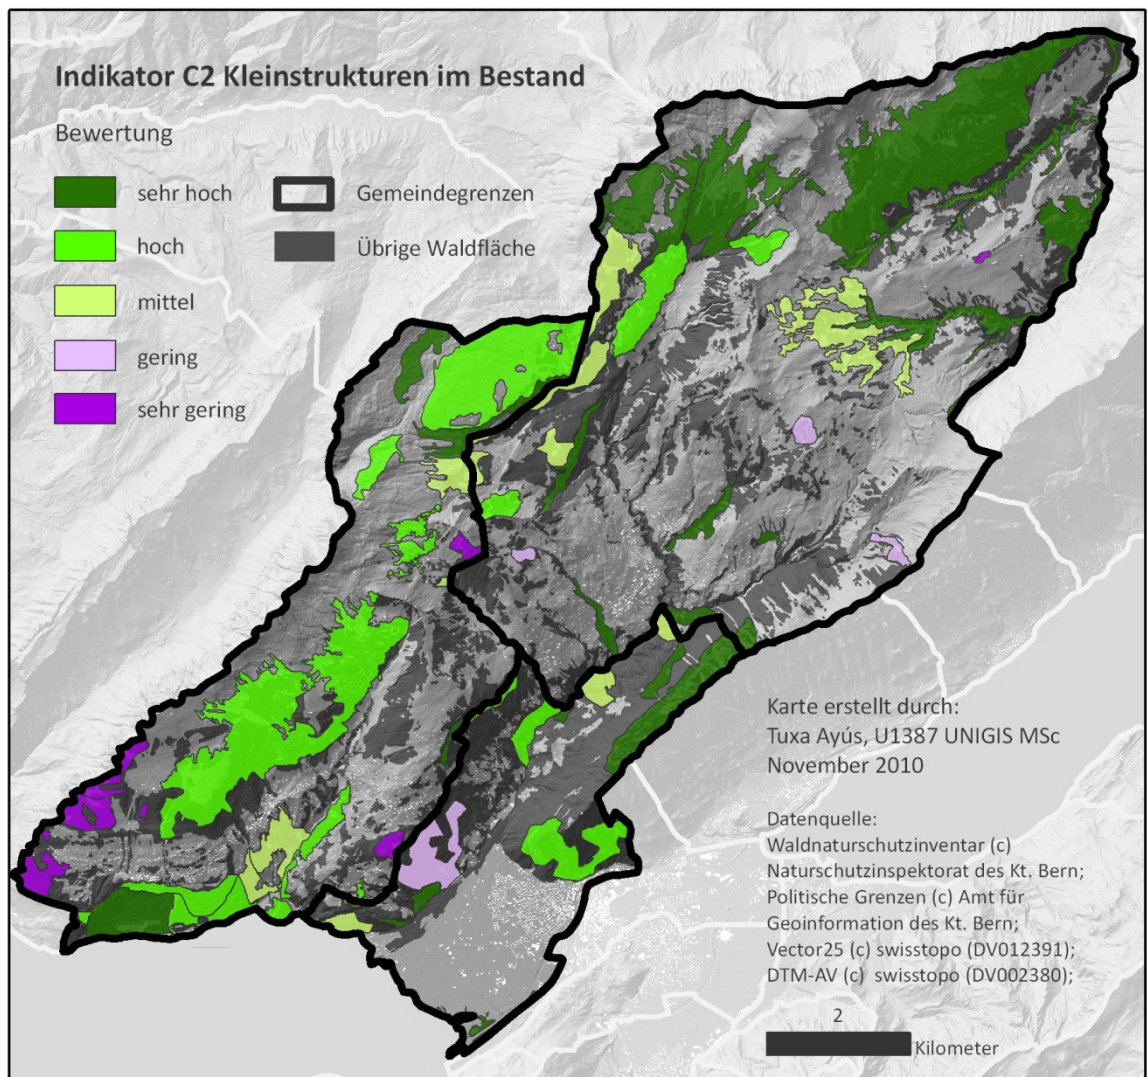 Indikator C2 Kleinstrukturen im Bestand
Bewertung
sehr hoch
hoch
mittel
gering
sehr gering
Gemeindegrenzen
Übrige Waldfläche
Karte erstellt durch:
Tuxa Ayús, U1387 UNIGIS MSc
November 2010
Datenquelle:
Waldnaturschutzinventar (c)
Naturschutzinspektorat des Kt. Bern;
Politische Grenzen (c) Amt für
Geoinformation des Kt. Bern;
Vector25 (c) swisstopo (DV012391);
DTM-AV (c) swisstopo (DV002380);
2
Kilometer